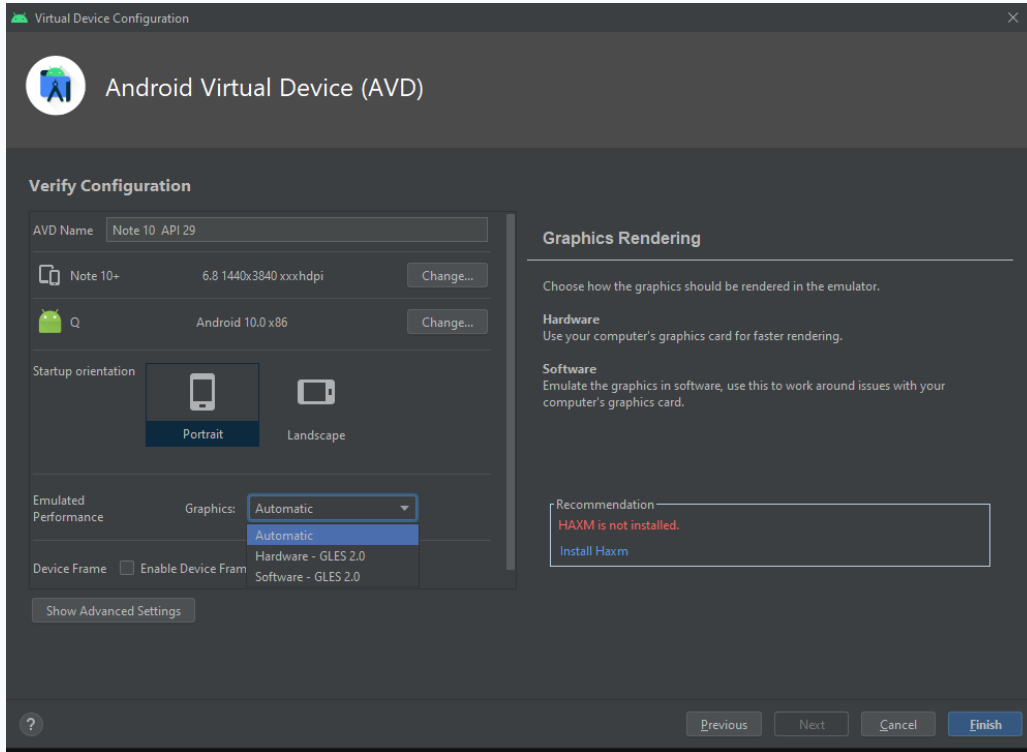 Virtual Device Configuration
Android Virtual Device (AVD)
Verify Configuration
AVD Name Note 10 API 29
Note 10+ 6.8 1440x3840 xxxhdpi Change...
Q Android 10.0 x86 Change...
Startup orientation
Portrait
Landscape
Emulated
Performance
Graphics: Automatic
Automatic
Hardware - GLES 2.0
Software - GLES 2.0
Device Frame Enable Device Fram
Show Advanced Settings
Graphics Rendering
Choose how the graphics should be rendered in the emulator.
Hardware
Use your computer's graphics card for faster rendering.
Software
Emulate the graphics in software, use this to work around issues with your
computer's graphics card.
Recommendation
HAXM is not installed.
Install Haxm
?
Previous Next Cancel Finish